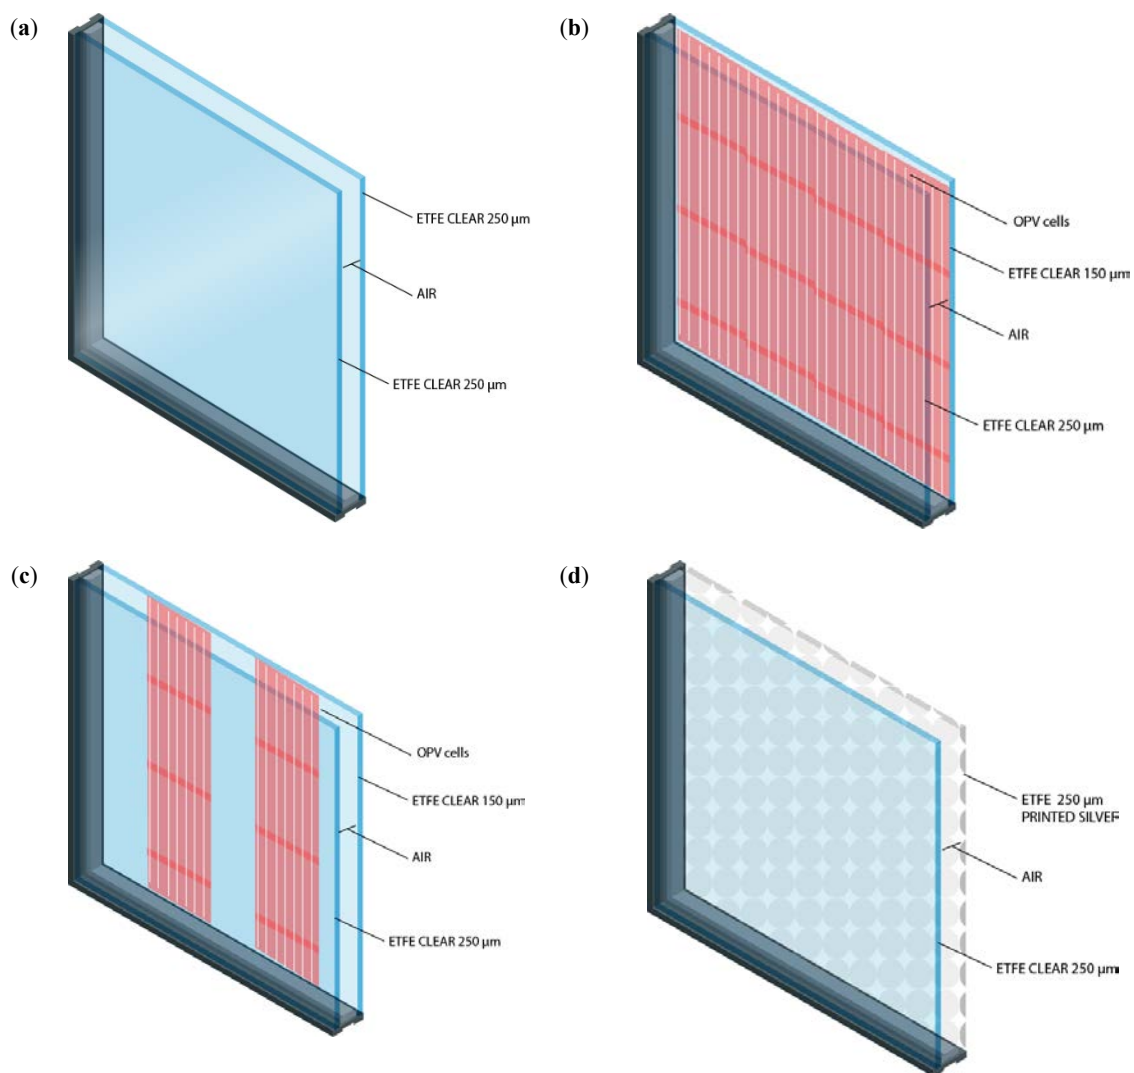 (a)
ETFE CLEAR 250 µm
AIR
ETFE CLEAR 250 µm
(b)
OPV cells
ETFE CLEAR 150 µm
AIR
ETFE CLEAR 250 µm
(c)
OPV cells
ETFE CLEAR 150 µm
AIR
ETFE CLEAR 250 µm
(d)
ETFE 250 µm
PRINTED SILVER
AIR
ETFE CLEAR 250 µm